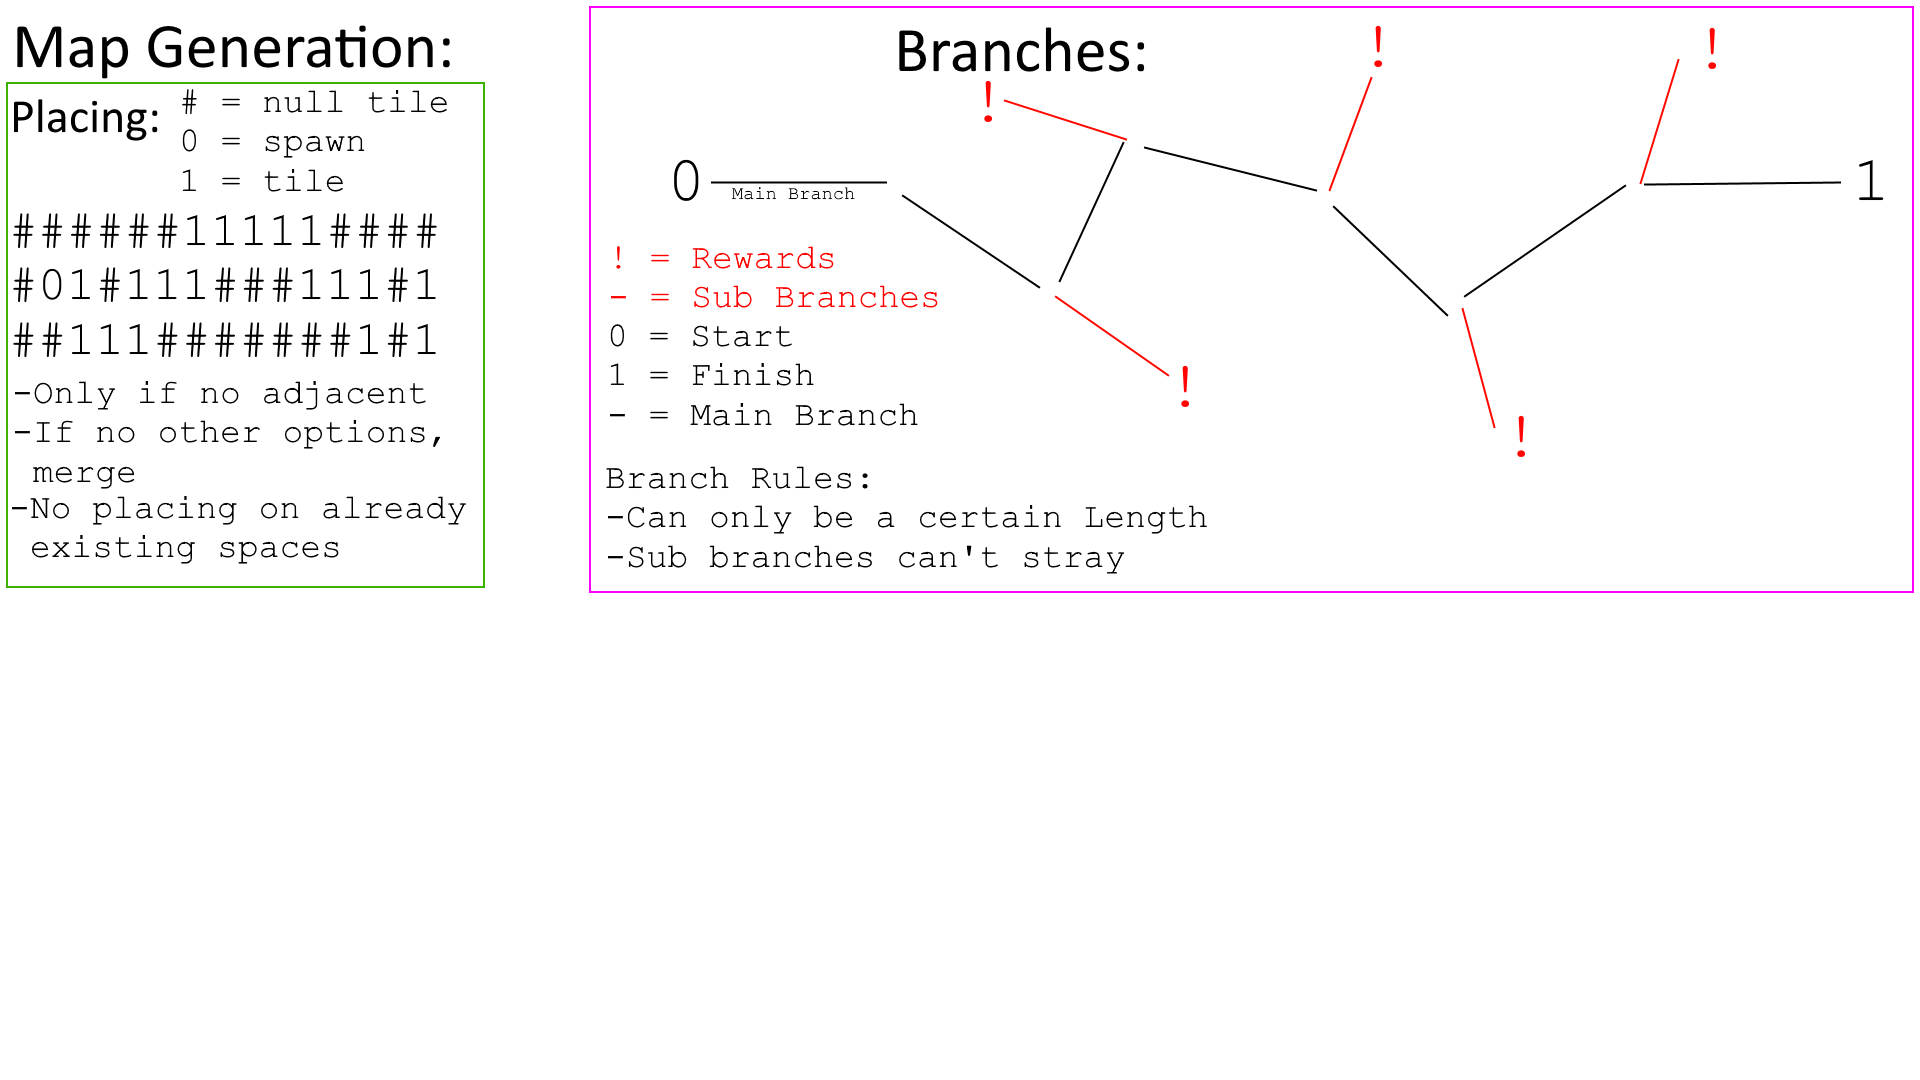 Map Generation:
Placing:
# = null tile
0 = spawn
1 = tile
######11111####
#01#111###111#1
##111#######1#1
-Only if no adjacent
-If no other options,
merge
-No placing on already
existing spaces
Branches:
!
!
!
!
0
Main Branch
1
! = Rewards
- = Sub Branches
0 = Start
1 = Finish
- = Main Branch
!
Branch Rules:
-Can only be a certain Length
-Sub branches can't stray